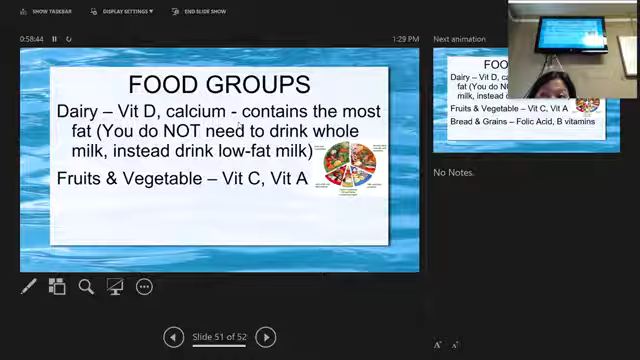 SHOW TASKBAR
DISPLAY SETTINGS
END SLIDE SHOW
0:58:44
1:29 PM
FOOD GROUPS
Dairy – Vit D, calcium - contains the most
fat (You do NOT need to drink whole
milk, instead drink low-fat milk)
Fruits & Vegetable – Vit C, Vit A
Slide 51 of 52
Next animation
FOO
Dairy – Vit D, ca
fat (You do NO
milk, instead d
Fruits & Vegetable – Vit C, Vit A
Bread & Grains – Folic Acid, B vitamins
No Notes.
A
A